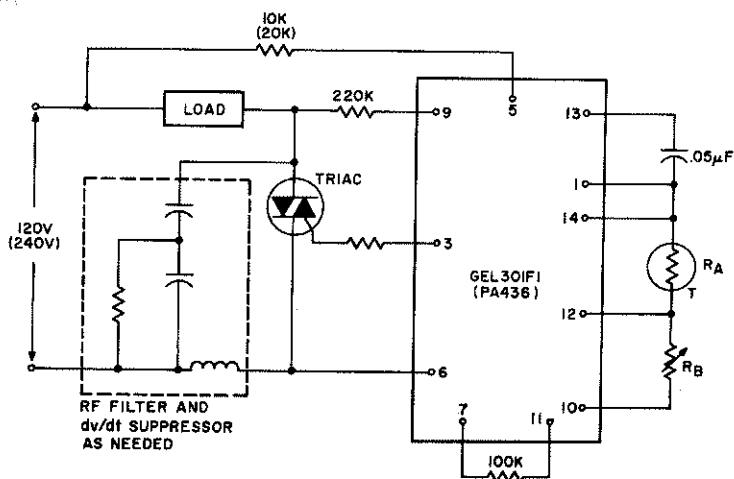 10K
(20K)
LOAD
220K
9
5
13
.05µF
1
TRIAC
14
120V
(240V)
3
GEL301F1
(PA436)
RA
T
12
RB
6
10
7
11
100K
RF FILTER AND
dv/dt SUPPRESSOR
AS NEEDED